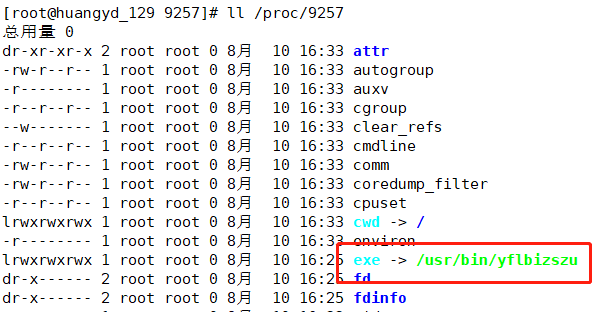 [root@huangyd_129 9257]# ll /proc/9257
总用量 0
dr-xr-xr-x 2 root root 0 8月  10 16:33 attr
-rw-r--r-- 1 root root 0 8月  10 16:33 autogroup
-r-------- 1 root root 0 8月  10 16:33 auxv
-r--r--r-- 1 root root 0 8月  10 16:33 cgroup
--w------- 1 root root 0 8月  10 16:33 clear_refs
-r--r--r-- 1 root root 0 8月  10 16:33 cmdline
-rw-r--r-- 1 root root 0 8月  10 16:33 comm
-rw-r--r-- 1 root root 0 8月  10 16:33 coredump_filter
-r--r--r-- 1 root root 0 8月  10 16:33 cpuset
lrwxrwxrwx 1 root root 0 8月  10 16:33 cwd -> /
-r-------- 1 root root 0 8月  10 16:33 environ
lrwxrwxrwx 1 root root 0 8月  10 16:25 exe -> /usr/bin/yflbizszu
dr-x------ 2 root root 0 8月  10 16:25 fd
dr-x------ 2 root root 0 8月  10 16:25 fdinfo